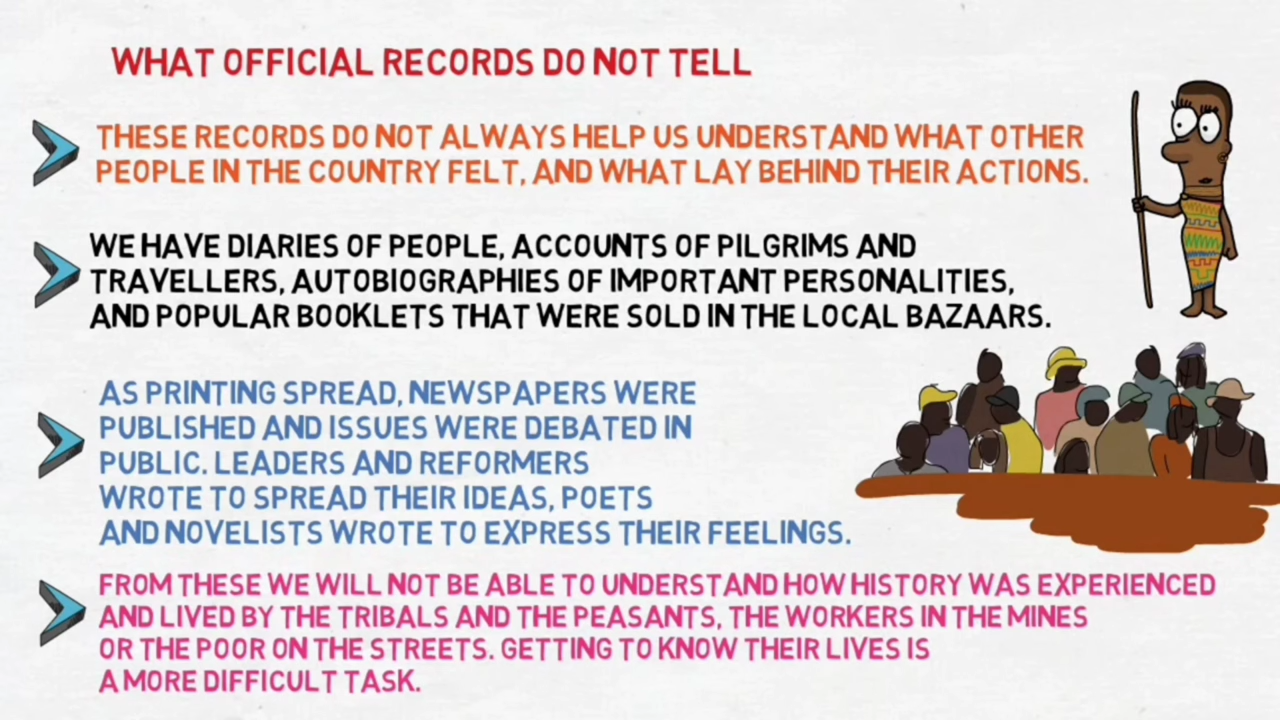 WHAT OFFICIAL RECORDS DO NOT TELL
THESE RECORDS DO NOT ALWAYS HELP US UNDERSTAND WHAT OTHER
PEOPLE IN THE COUNTRY FELT, AND WHAT LAY BEHIND THEIR ACTIONS.
WE HAVE DIARIES OF PEOPLE, ACCOUNTS OF PILGRIMS AND
TRAVELLERS, AUTOBIOGRAPHIES OF IMPORTANT PERSONALITIES,
AND POPULAR BOOKLETS THAT WERE SOLD IN THE LOCAL BAZAARS.
AS PRINTING SPREAD, NEWSPAPERS WERE
PUBLISHED AND ISSUES WERE DEBATED IN
PUBLIC. LEADERS AND REFORMERS
WROTE TO SPREAD THEIR IDEAS, POETS
AND NOVELISTS WROTE TO EXPRESS THEIR FEELINGS.
FROM THESE WE WILL NOT BE ABLE TO UNDERSTAND HOW HISTORY WAS EXPERIENCED
AND LIVED BY THE TRIBALS AND THE PEASANTS, THE WORKERS IN THE MINES
OR THE POOR ON THE STREETS. GETTING TO KNOW THEIR LIVES IS
A MORE DIFFICULT TASK.